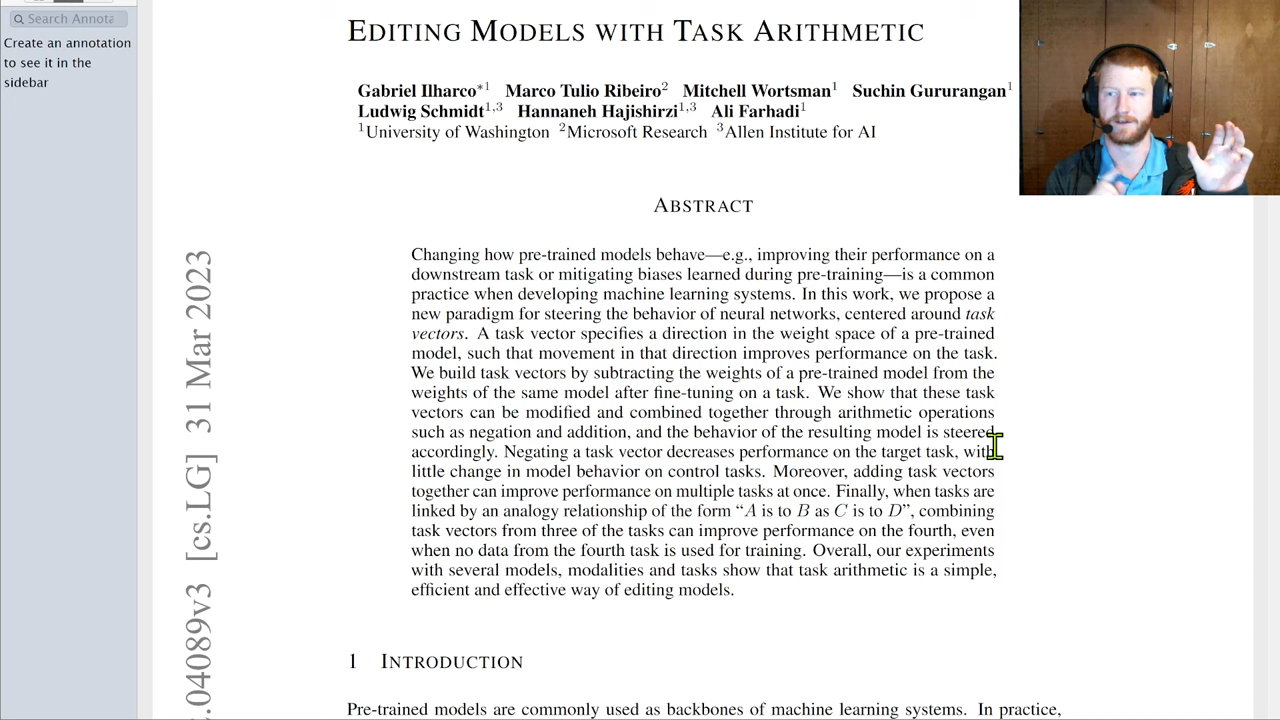 Search Annota
Create an annotation
to see it in the
sidebar
EDITING MODELS WITH TASK ARITHMETIC
Gabriel Ilharco*1 Marco Tulio Ribeiro2 Mitchell Wortsman1 Suchin Gururangan1
Ludwig Schmidt1,3 Hannaneh Hajishirzi1,3 Ali Farhadi1
1University of Washington 2Microsoft Research 3Allen Institute for AI
ABSTRACT
Changing how pre-trained models behave—e.g., improving their performance on a
downstream task or mitigating biases learned during pre-training—is a common
practice when developing machine learning systems. In this work, we propose a
new paradigm for steering the behavior of neural networks, centered around task
vectors. A task vector specifies a direction in the weight space of a pre-trained
model, such that movement in that direction improves performance on the task.
We build task vectors by subtracting the weights of a pre-trained model from the
weights of the same model after fine-tuning on a task. We show that these task
vectors can be modified and combined together through arithmetic operations
such as negation and addition, and the behavior of the resulting model is steered
accordingly. Negating a task vector decreases performance on the target task, with
little change in model behavior on control tasks. Moreover, adding task vectors
together can improve performance on multiple tasks at once. Finally, when tasks are
linked by an analogy relationship of the form “A is to B as C is to D”, combining
task vectors from three of the tasks can improve performance on the fourth, even
when no data from the fourth task is used for training. Overall, our experiments
with several models, modalities and tasks show that task arithmetic is a simple,
efficient and effective way of editing models.
1 INTRODUCTION
Pre-trained models are commonly used as backbones of machine learning systems. In practice,
.04089v3 [cs.LG] 31 Mar 2023